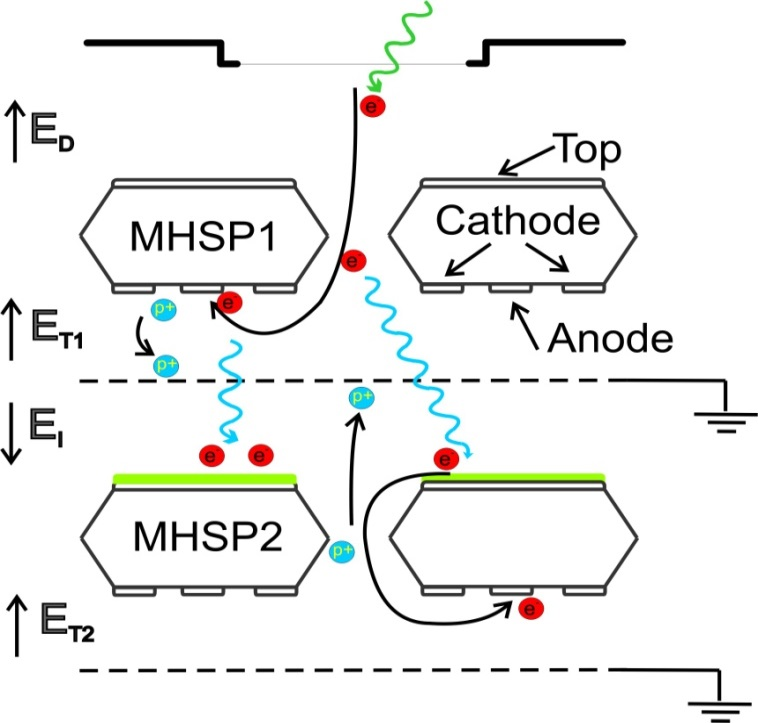 e
E_D
Top
MHSP1
Cathode
e
e
p+
E_T1
Anode
p+
p+
E_I
e
e
e
MHSP2
p+
E_T2
e